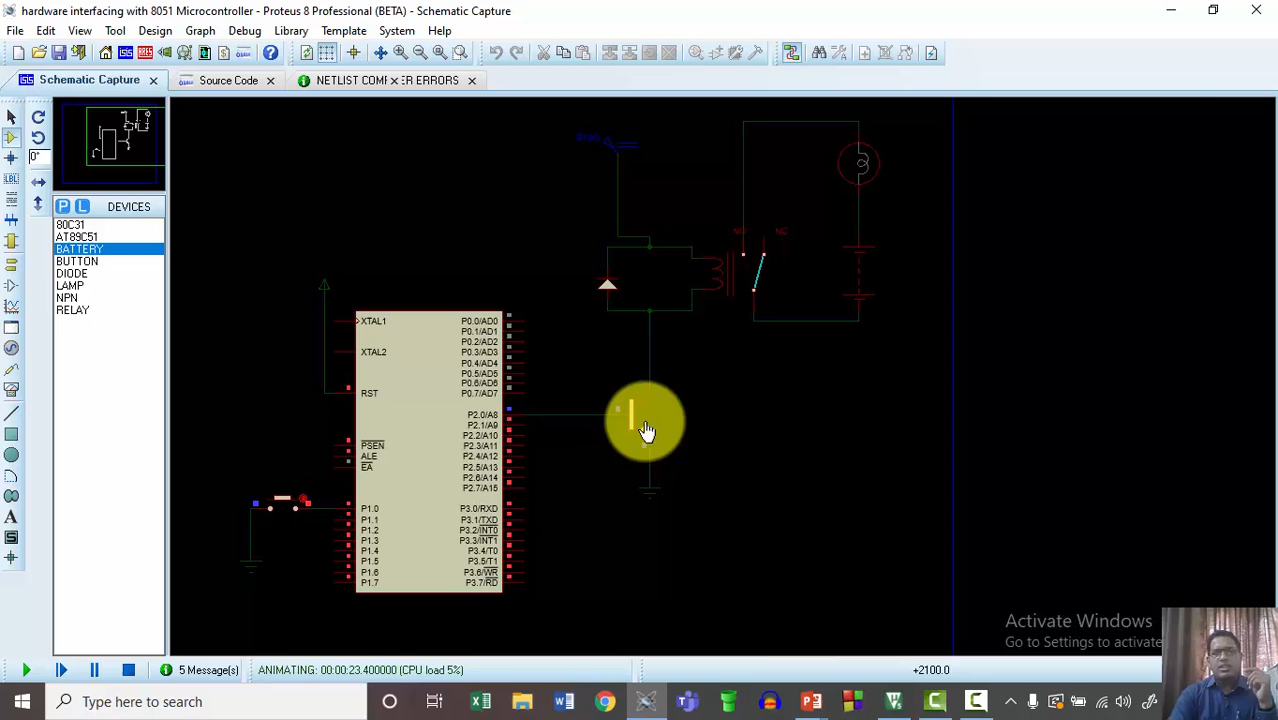 hardware interfacing with 8051 Microcontroller - Proteus 8 Professional (BETA) - Schematic Capture
File Edit View Tool Design Graph Debug Library Template System Help
Schematic Capture
Source Code
NETLIST COMP ER ERRORS
0°
LBL
P L DEVICES
80C31
AT89C51
BATTERY
BUTTON
DIODE
LAMP
NPN
RELAY
A
NC
XTAL1
XTAL2
RST
PSEN
ALE
EA
P1.0
P1.1
P1.2
P1.3
P1.4
P1.5
P1.6
P1.7
P0.0/AD0
P0.1/AD1
P0.2/AD2
P0.3/AD3
P0.4/AD4
P0.5/AD5
P0.6/AD6
P0.7/AD7
P2.0/A8
P2.1/A9
P2.2/A10
P2.3/A11
P2.4/A12
P2.5/A13
P2.6/A14
P2.7/A15
P3.0/RXD
P3.1/TXD
P3.2/INT0
P3.3/INT1
P3.4/T0
P3.5/T1
P3.6/WR
P3.7/RD
Activate Windows
Go to Settings to activate
5 Message(s)
ANIMATING: 00:00:23.400000 (CPU load 5%)
+2100.0
Type here to search